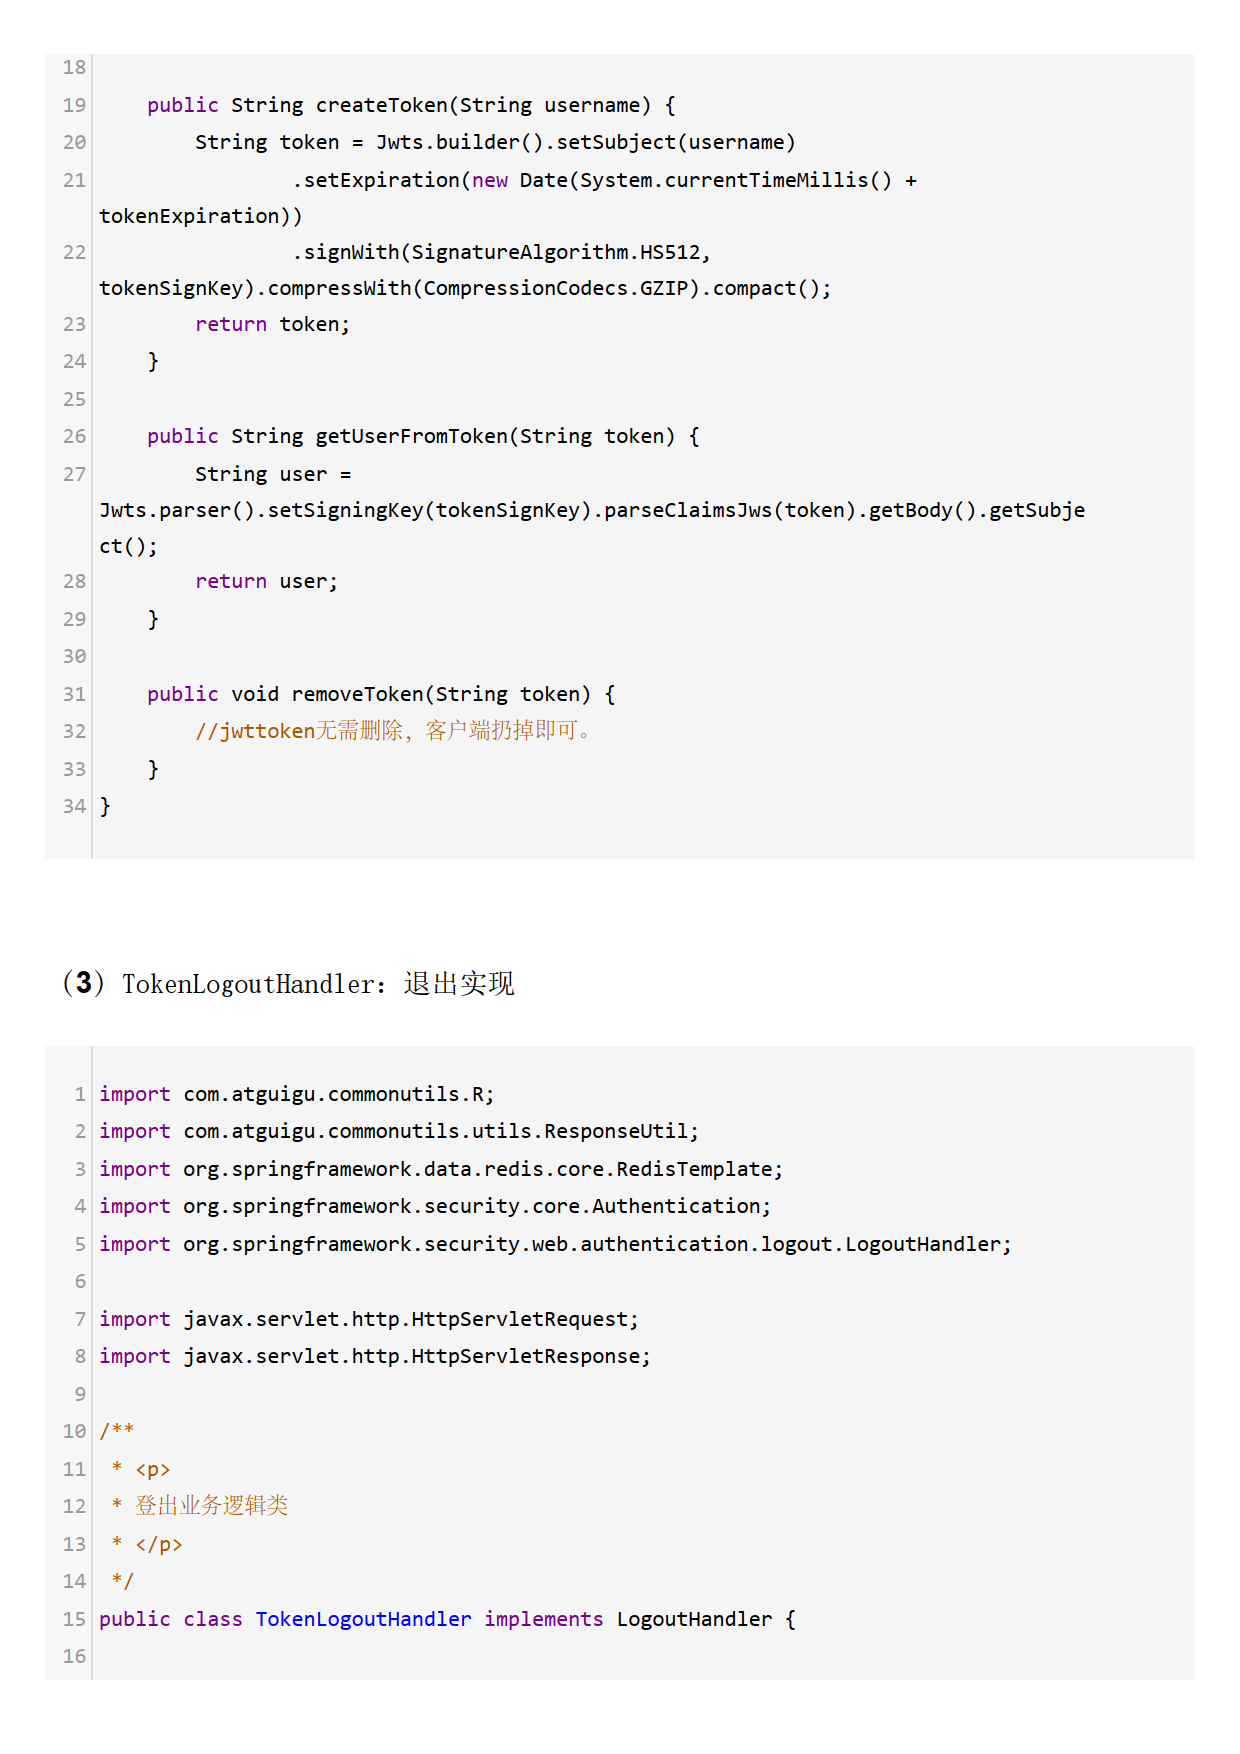 18
19     public String createToken(String username) {
20         String token = Jwts.builder().setSubject(username)
21                 .setExpiration(new Date(System.currentTimeMillis() +
tokenExpiration))
22                 .signWith(SignatureAlgorithm.HS512,
tokenSignKey).compressWith(CompressionCodecs.GZIP).compact();
23         return token;
24     }
25
26     public String getUserFromToken(String token) {
27         String user =
Jwts.parser().setSigningKey(tokenSignKey).parseClaimsJws(token).getBody().getSubje
ct();
28         return user;
29     }
30
31     public void removeToken(String token) {
32         //jwttoken无需删除，客户端扔掉即可。
33     }
34 }
（3）TokenLogoutHandler：退出实现
1 import com.atguigu.commonutils.R;
2 import com.atguigu.commonutils.utils.ResponseUtil;
3 import org.springframework.data.redis.core.RedisTemplate;
4 import org.springframework.security.core.Authentication;
5 import org.springframework.security.web.authentication.logout.LogoutHandler;
6
7 import javax.servlet.http.HttpServletRequest;
8 import javax.servlet.http.HttpServletResponse;
9
10 /**
11  * <p>
12  * 登出业务逻辑类
13  * </p>
14  */
15 public class TokenLogoutHandler implements LogoutHandler {
16